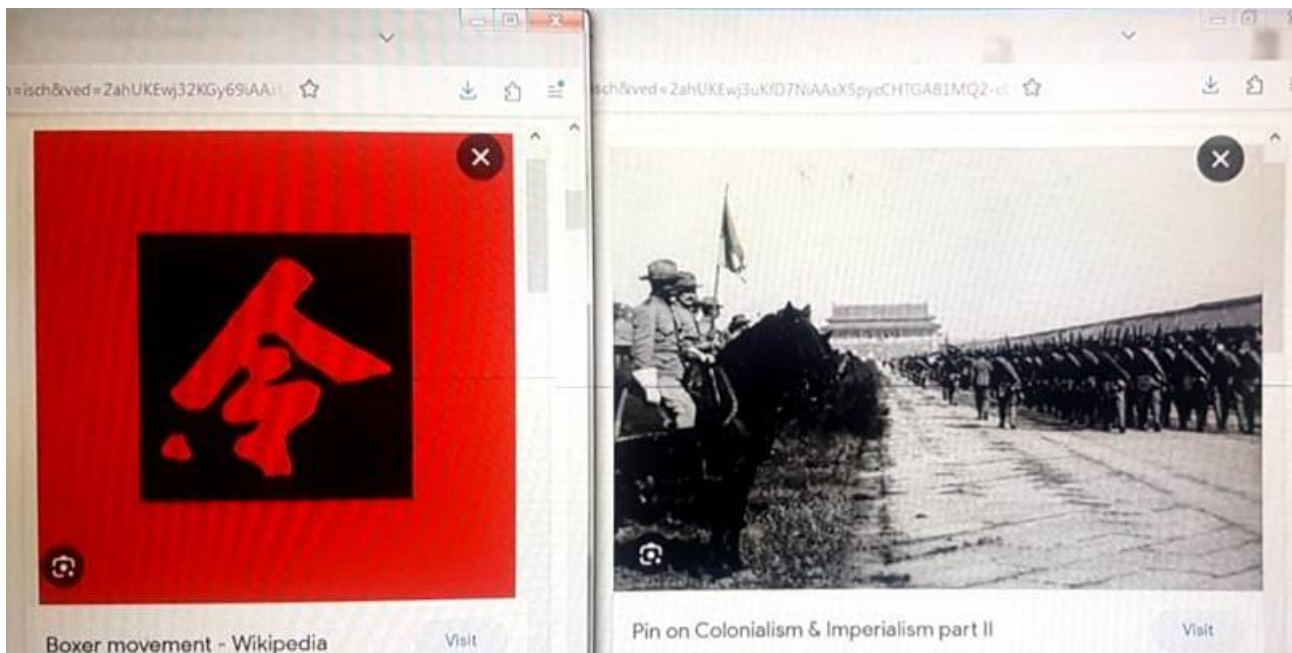 令
Boxer movement - Wikipedia
Visit
Pin on Colonialism & Imperialism part II
Visit